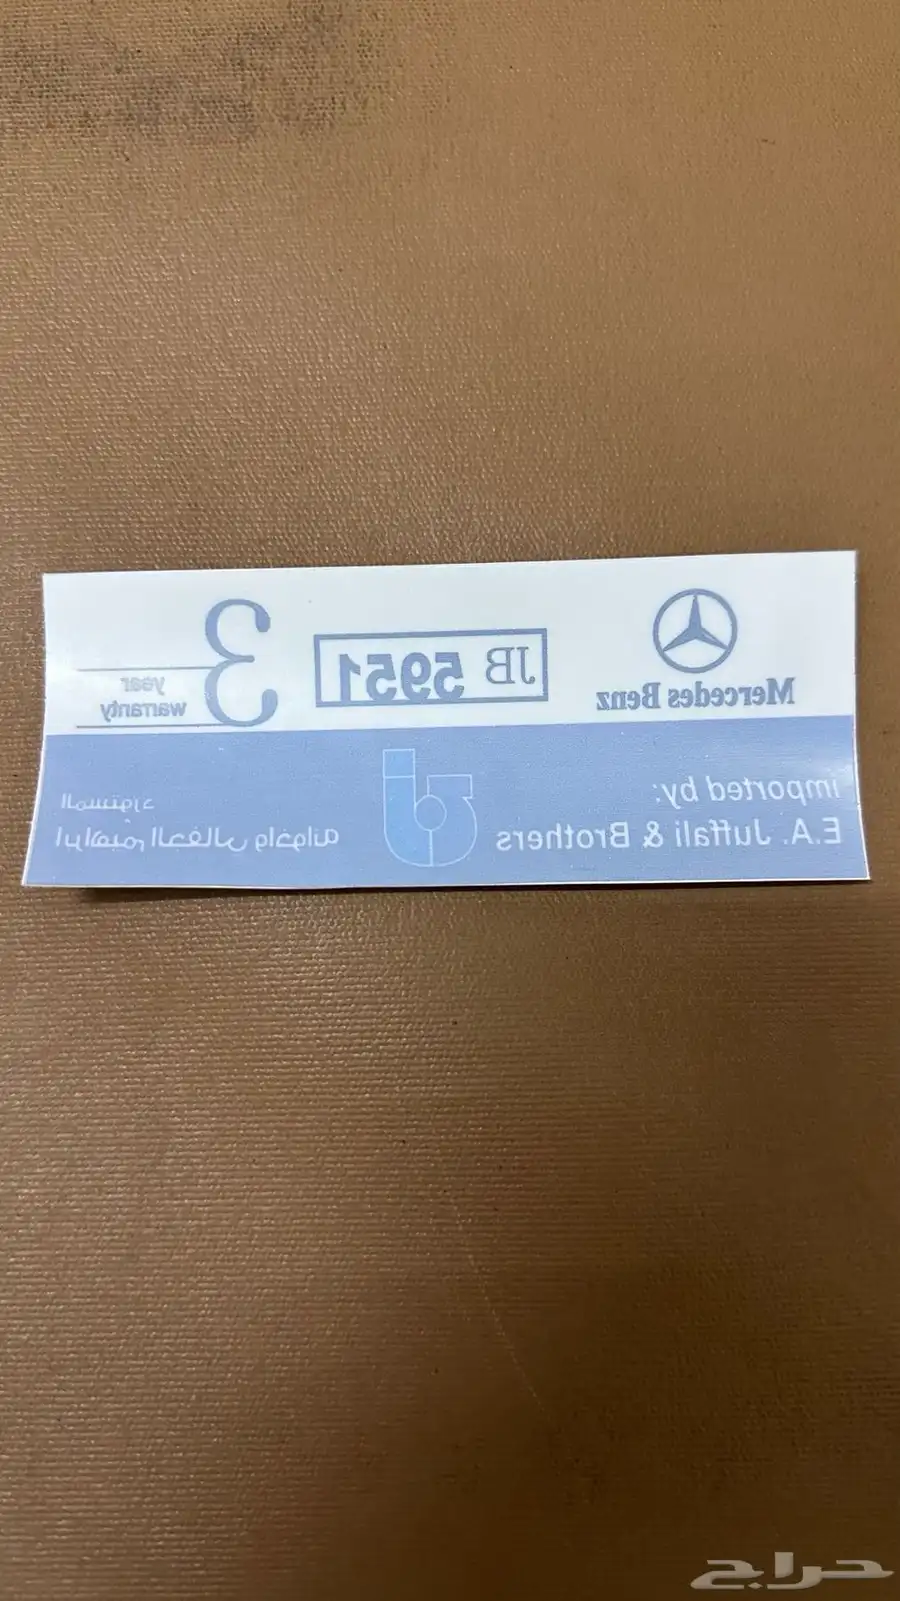 Mercedes Benz
JB 5951
3 year warranty
imported by:
E.A. Juffali & Brothers
المستورد
ابراهيم الجفالي واخوانه
حراج